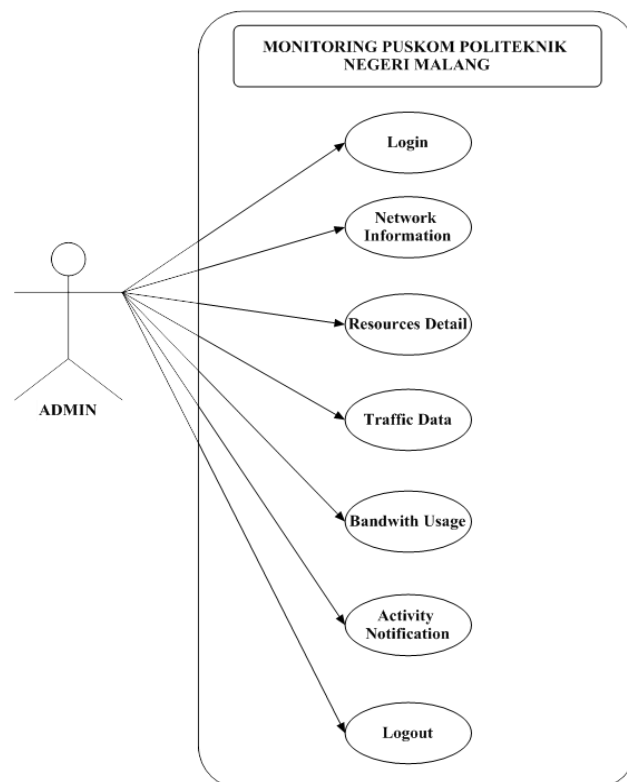 MONITORING PUSKOM POLITEKNIK
NEGERI MALANG
Login
Network
Information
Resources Detail
Traffic Data
ADMIN
Bandwith Usage
Activity
Notification
Logout